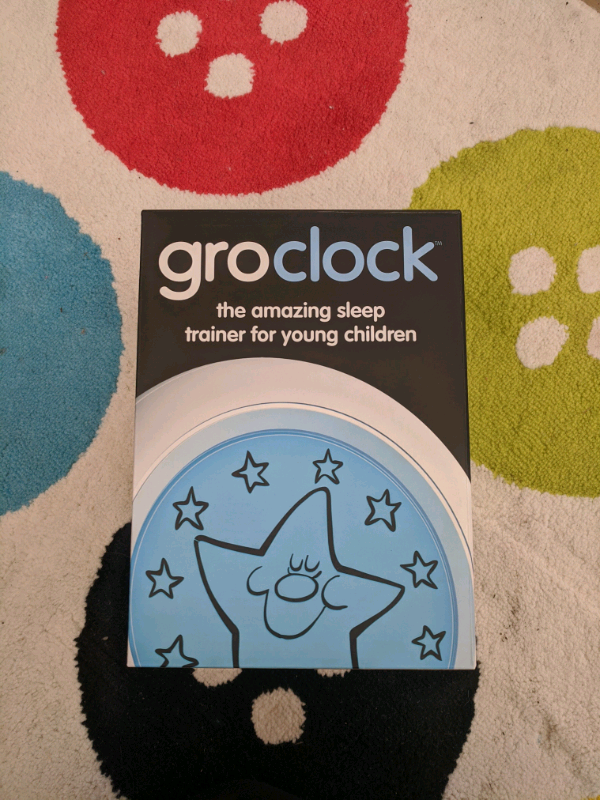 groclock™
the amazing sleep
trainer for young children